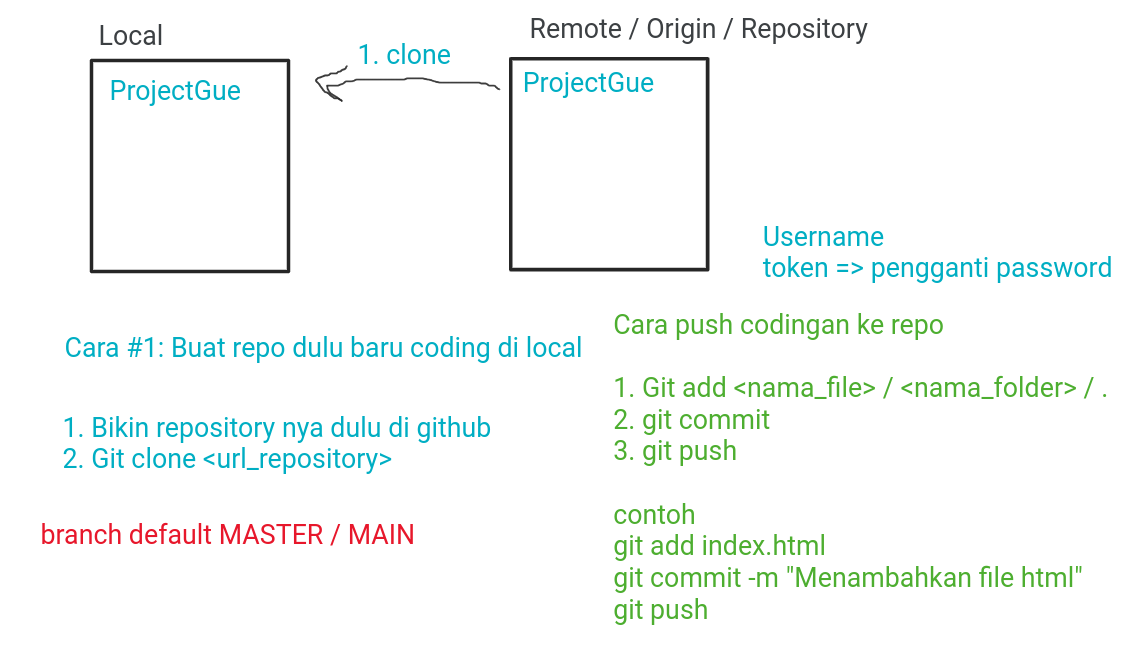 Local
Remote / Origin / Repository
1. clone
ProjectGue
ProjectGue
Username
token => pengganti password
Cara #1: Buat repo dulu baru coding di local
1. Bikin repository nya dulu di github
2. Git clone <url_repository>
branch default MASTER / MAIN
Cara push codingan ke repo
1. Git add <nama_file> / <nama_folder> / .
2. git commit
3. git push
contoh
git add index.html
git commit -m "Menambahkan file html"
git push